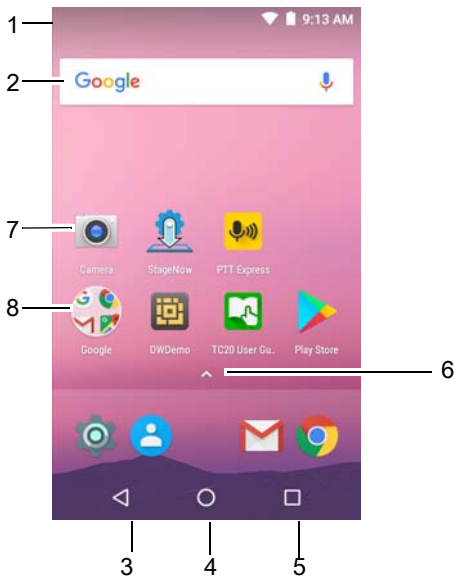 1
9:13 AM
2
Google
7
Camera
StageNow
PTT Express
8
Google
DWDemo
TC20 User Gu..
Play Store
6
3
4
5